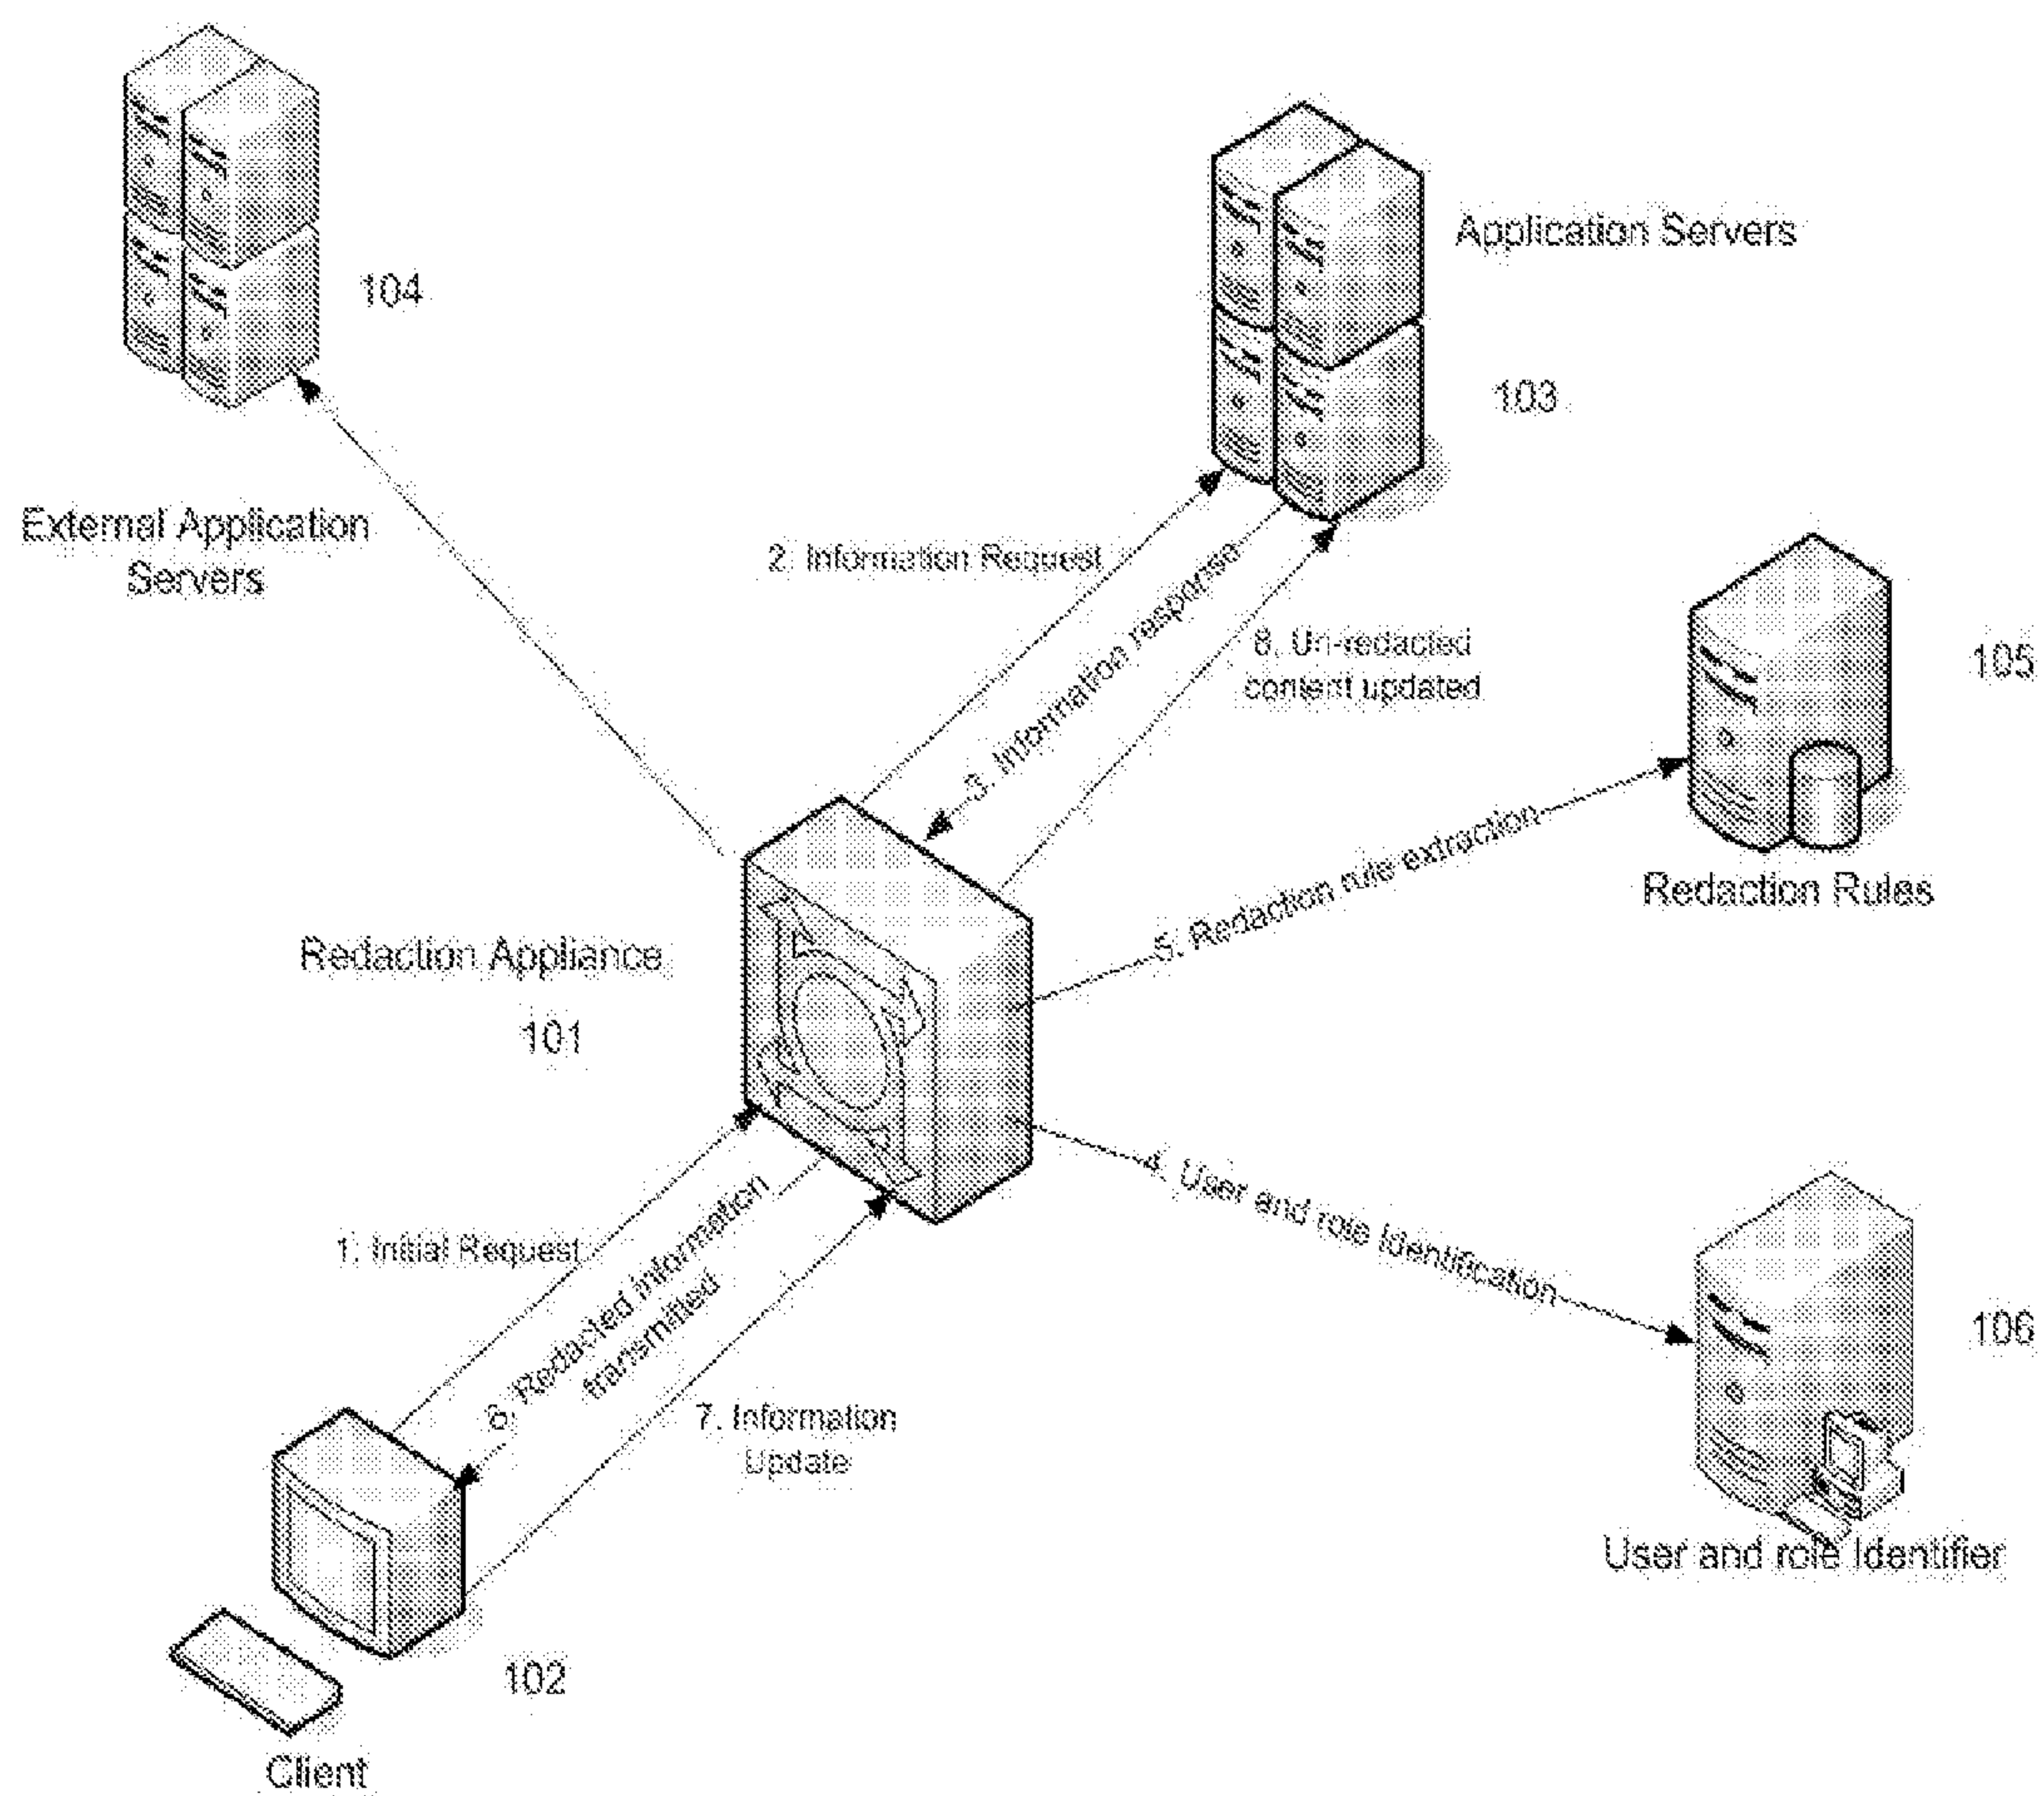 104
External Application
Servers
Application Servers
103
2. Information Request
3. Information response
8. Un-redacted
content updated
105
Redaction Rules
5. Redaction rule extraction
Redaction Appliance
101
4. User and role Identification
106
User and role Identifier
1. Initial Request
6. Redacted information
transmitted
7. Information
Update
102
Client